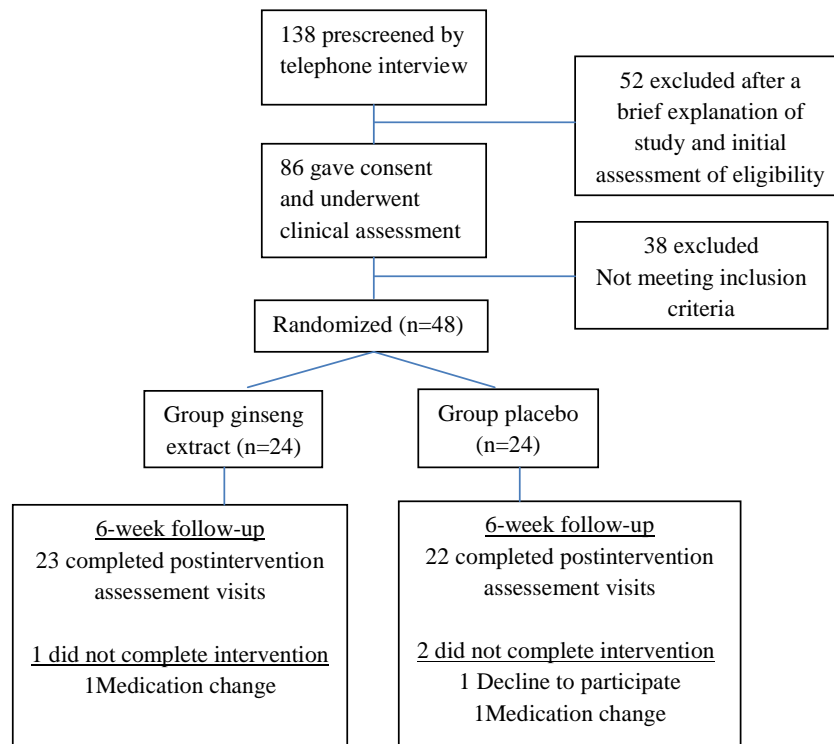 138 prescreened by
telephone interview
52 excluded after a
brief explanation of
study and initial
assessment of eligibility
86 gave consent
and underwent
clinical assessment
38 excluded
Not meeting inclusion
criteria
Randomized (n=48)
Group ginseng
extract (n=24)
Group placebo
(n=24)
6-week follow-up
23 completed postintervention
assessement visits
1 did not complete intervention
1Medication change
6-week follow-up
22 completed postintervention
assessement visits
2 did not complete intervention
1 Decline to participate
1Medication change